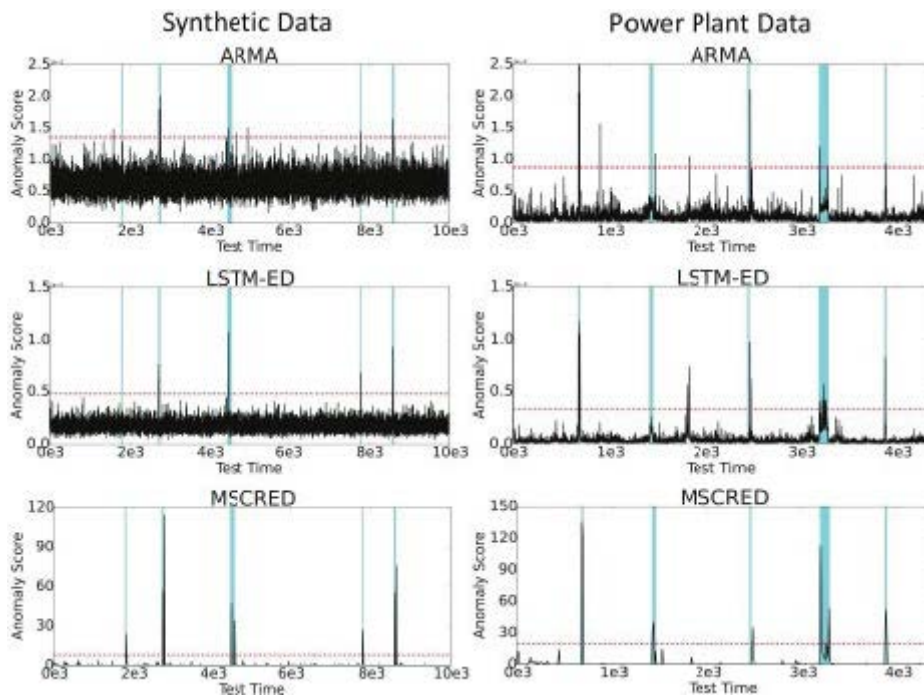 Synthetic Data
Power Plant Data
ARMA
ARMA
2.5
2.0
1.5
1.0
0.5
0.0
Anomaly Score
0e3 2e3 4e3 6e3 8e3 10e3
Test Time
2.5
2.0
1.5
1.0
0.5
0.0
Anomaly Score
0e3 1e3 2e3 3e3 4e3
Test Time
LSTM-ED
LSTM-ED
1.5
1.0
0.5
0.0
Anomaly Score
0e3 2e3 4e3 6e3 8e3 10e3
Test Time
1.5
1.0
0.5
0.0
Anomaly Score
0e3 1e3 2e3 3e3 4e3
Test Time
MSCRED
MSCRED
120
90
60
30
0
Anomaly Score
0e3 2e3 4e3 6e3 8e3 10e3
Test Time
150
120
90
60
30
0
Anomaly Score
0e3 1e3 2e3 3e3 4e3
Test Time